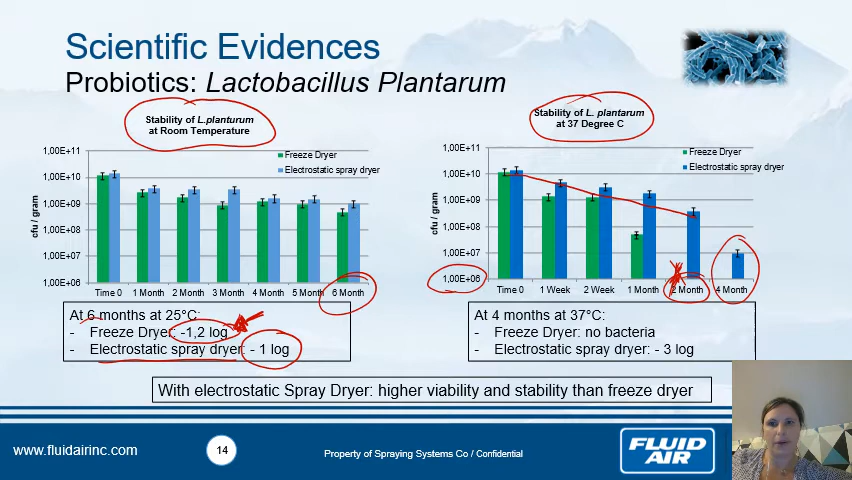 Scientific Evidences
Probiotics: Lactobacillus Plantarum
Stability of L.planturum
at Room Temperature
1,00E+11
1,00E+10
1,00E+09
1,00E+08
1,00E+07
1,00E+06
cfu / gram
Freeze Dryer
Electrostatic spray dryer
Time 0
1 Month
2 Month
3 Month
4 Month
5 Month
6 Month
Stability of L. plantarum
at 37 Degree C
1,00E+11
1,00E+10
1,00E+09
1,00E+08
1,00E+07
1,00E+06
cfu / gram
Freeze Dryer
Electrostatic spray dryer
Time 0
1 Week
2 Week
1 Month
2 Month
4 Month
At 6 months at 25°C:
- Freeze Dryer: -1,2 log
- Electrostatic spray dryer: - 1 log
At 4 months at 37°C:
- Freeze Dryer: no bacteria
- Electrostatic spray dryer: - 3 log
With electrostatic Spray Dryer: higher viability and stability than freeze dryer
www.fluidairinc.com
14
Property of Spraying Systems Co / Confidential
FLUID
AIR